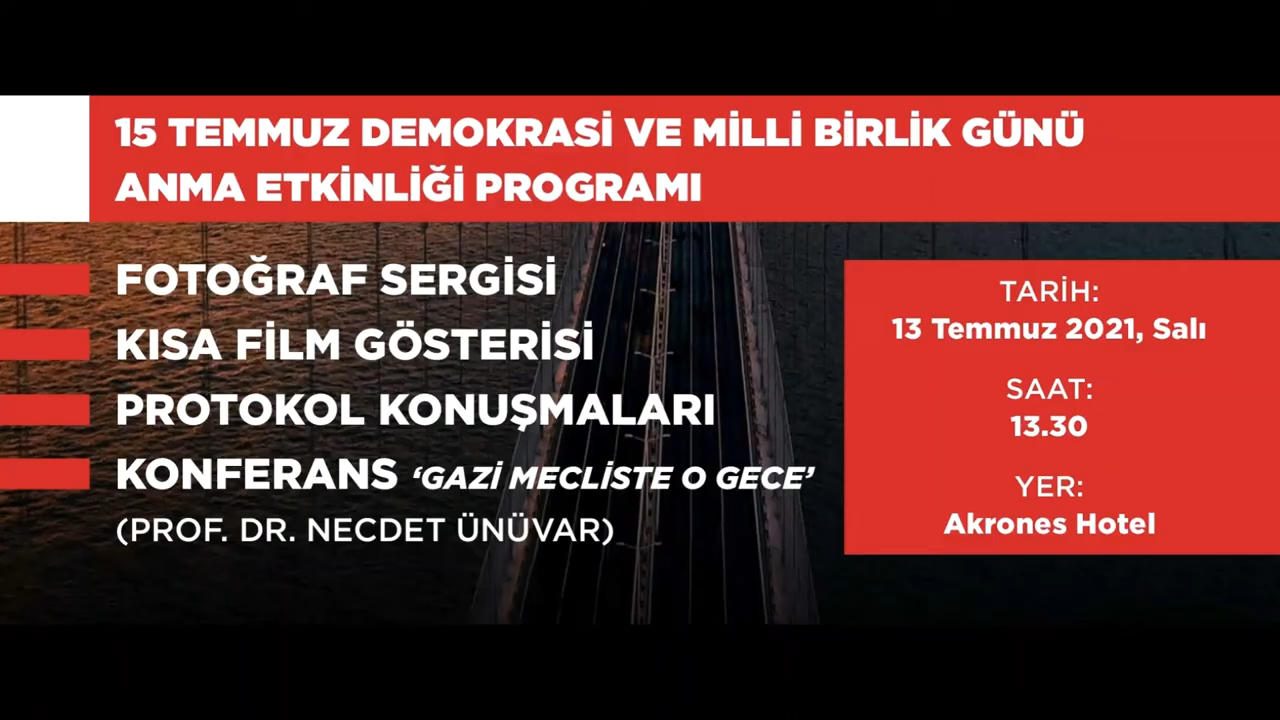 15 TEMMUZ DEMOKRASİ VE MİLLİ BİRLİK GÜNÜ
ANMA ETKİNLİĞİ PROGRAMI
FOTOĞRAF SERGİSİ
KISA FİLM GÖSTERİSİ
PROTOKOL KONUŞMALARI
KONFERANS ‘GAZİ MECLİSTE O GECE’
(PROF. DR. NECDET ÜNÜVAR)
TARİH:
13 Temmuz 2021, Salı
SAAT:
13.30
YER:
Akrones Hotel